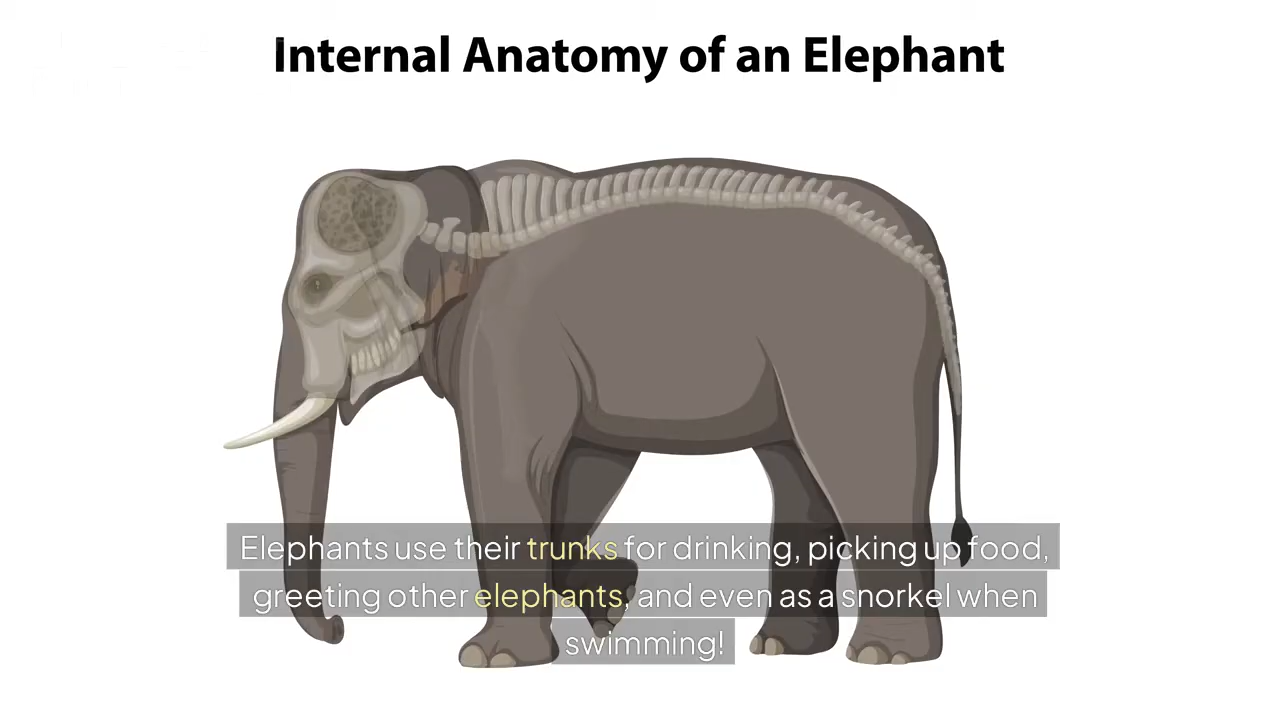 Internal Anatomy of an Elephant
Elephants use their trunks for drinking, picking up food,
greeting other elephants, and even as a snorkel when
swimming!